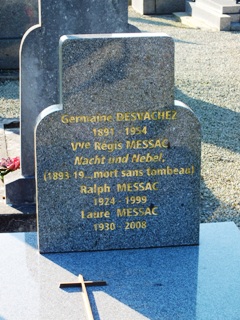 Germaine DESVACHEZ
1891 - 1954
Vve Régis MESSAC
Nacht und Nebel,
(1893-19... mort sans tombeau)
Ralph MESSAC
1924 - 1999
Laure MESSAC
1930 - 2008